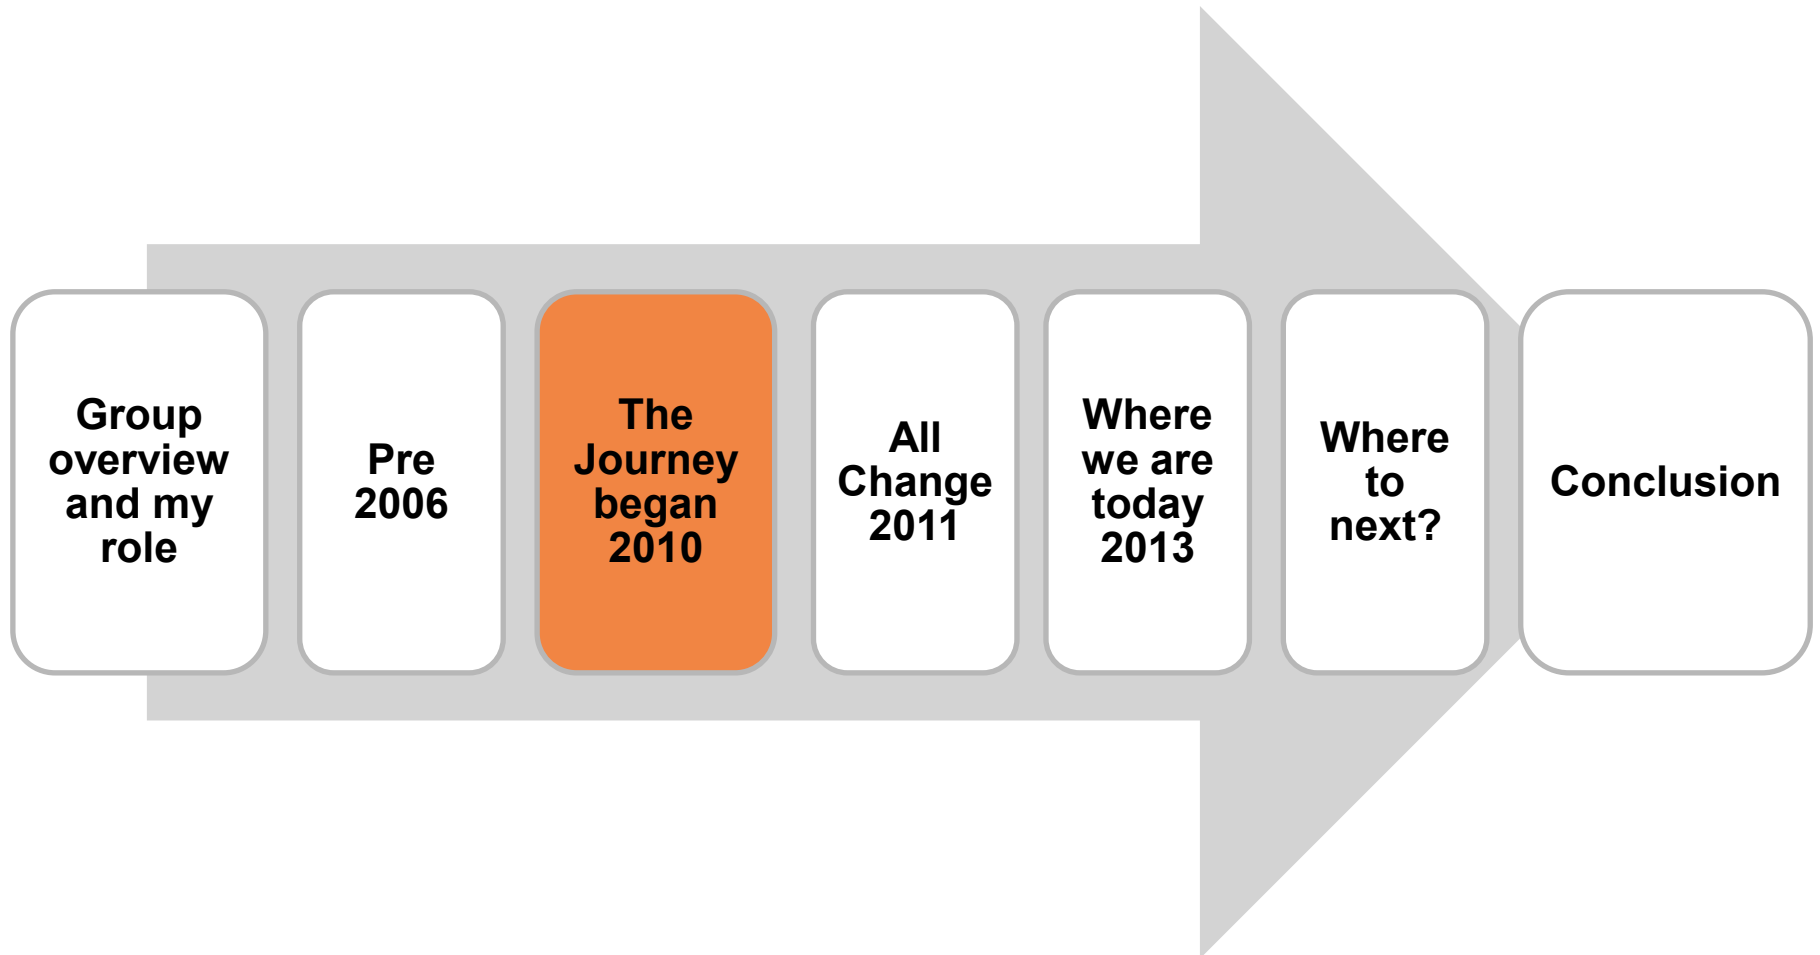 Group
overview
and my
role
Pre
2006
The
Journey
began
2010
All
Change
2011
Where
we are
today
2013
Where
to
next?
Conclusion